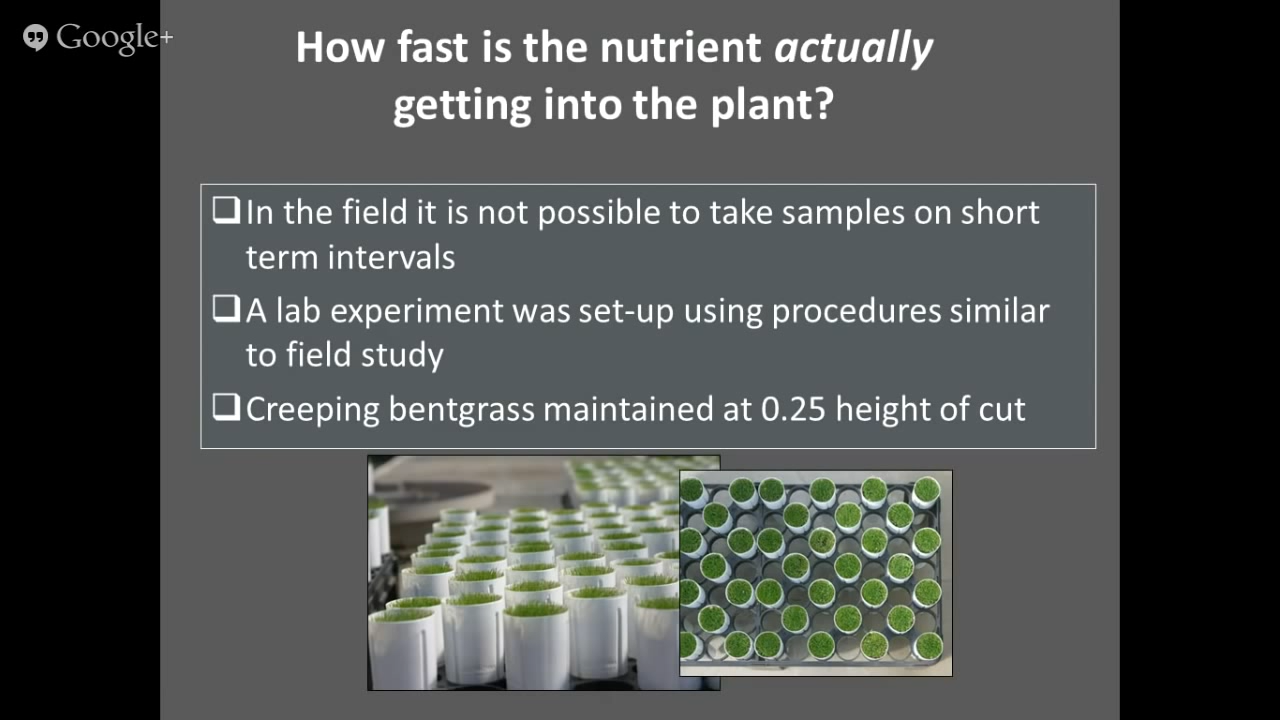 Google+
How fast is the nutrient actually
getting into the plant?
In the field it is not possible to take samples on short
term intervals
A lab experiment was set-up using procedures similar
to field study
Creeping bentgrass maintained at 0.25 height of cut